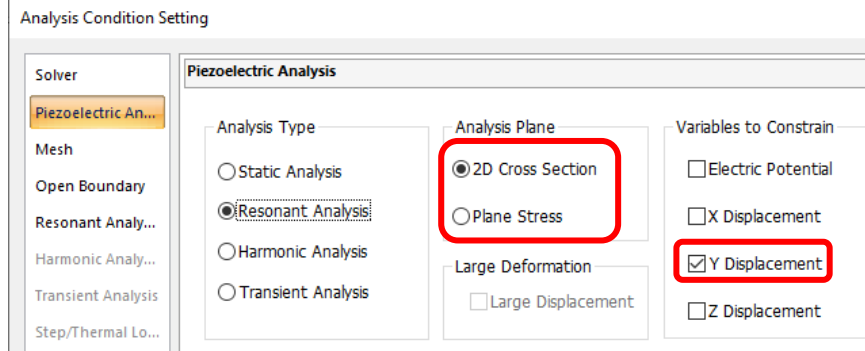 Analysis Condition Setting
Solver
Piezoelectric An...
Mesh
Open Boundary
Resonant Analy...
Harmonic Analy...
Transient Analysis
Step/Thermal Lo...
Piezoelectric Analysis
Analysis Type
Static Analysis
Resonant Analysis
Harmonic Analysis
Transient Analysis
Analysis Plane
2D Cross Section
Plane Stress
Large Deformation
Large Displacement
Variables to Constrain
Electric Potential
X Displacement
Y Displacement
Z Displacement